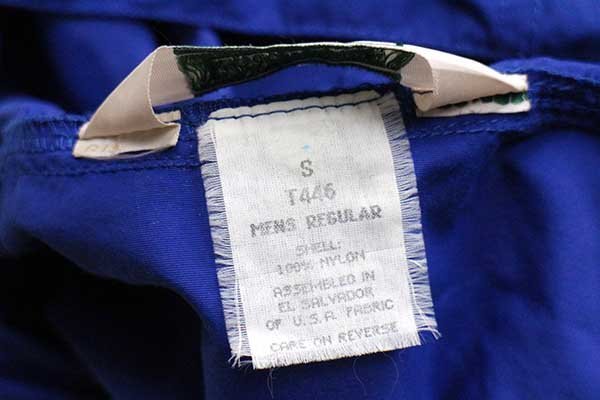 S
T446
MENS REGULAR
SHELL:
100% NYLON
ASSEMBLED IN
EL SALVADOR
OF U.S.A. FABRIC
CARE ON REVERSE